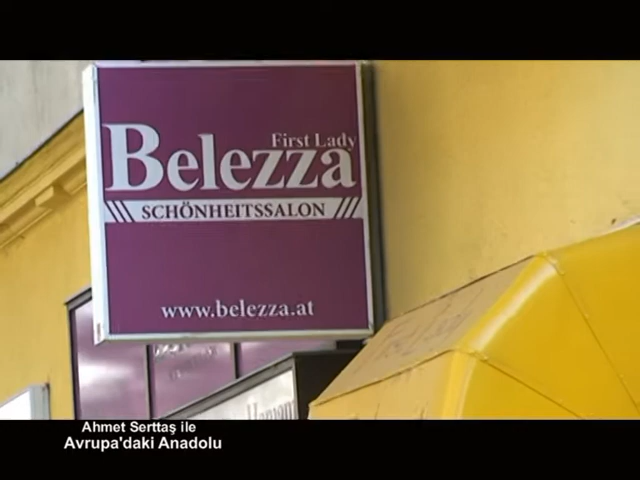 First Lady
Belezza
SCHÖNHEITSSALON
www.belezza.at
Ahmet Serttaş ile
Avrupa'daki Anadolu